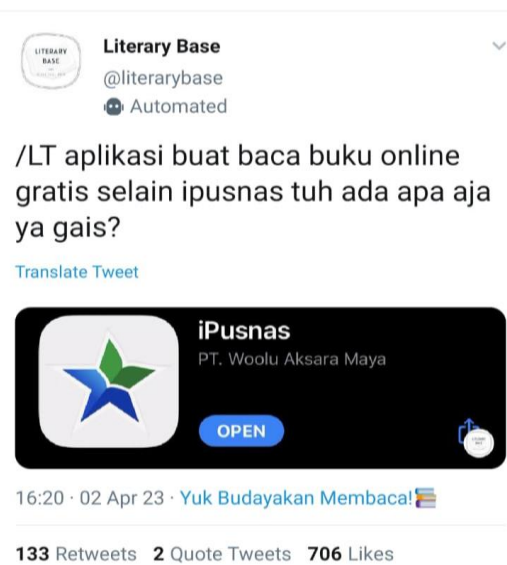 LITERARY
BASE
Literary Base
@literarybase
Automated
/LT aplikasi buat baca buku online
gratis selain ipusnas tuh ada apa aja
ya gais?
Translate Tweet
iPusnas
PT. Woolu Aksara Maya
OPEN
16:20 · 02 Apr 23 · Yuk Budayakan Membaca!📚
133 Retweets 2 Quote Tweets 706 Likes